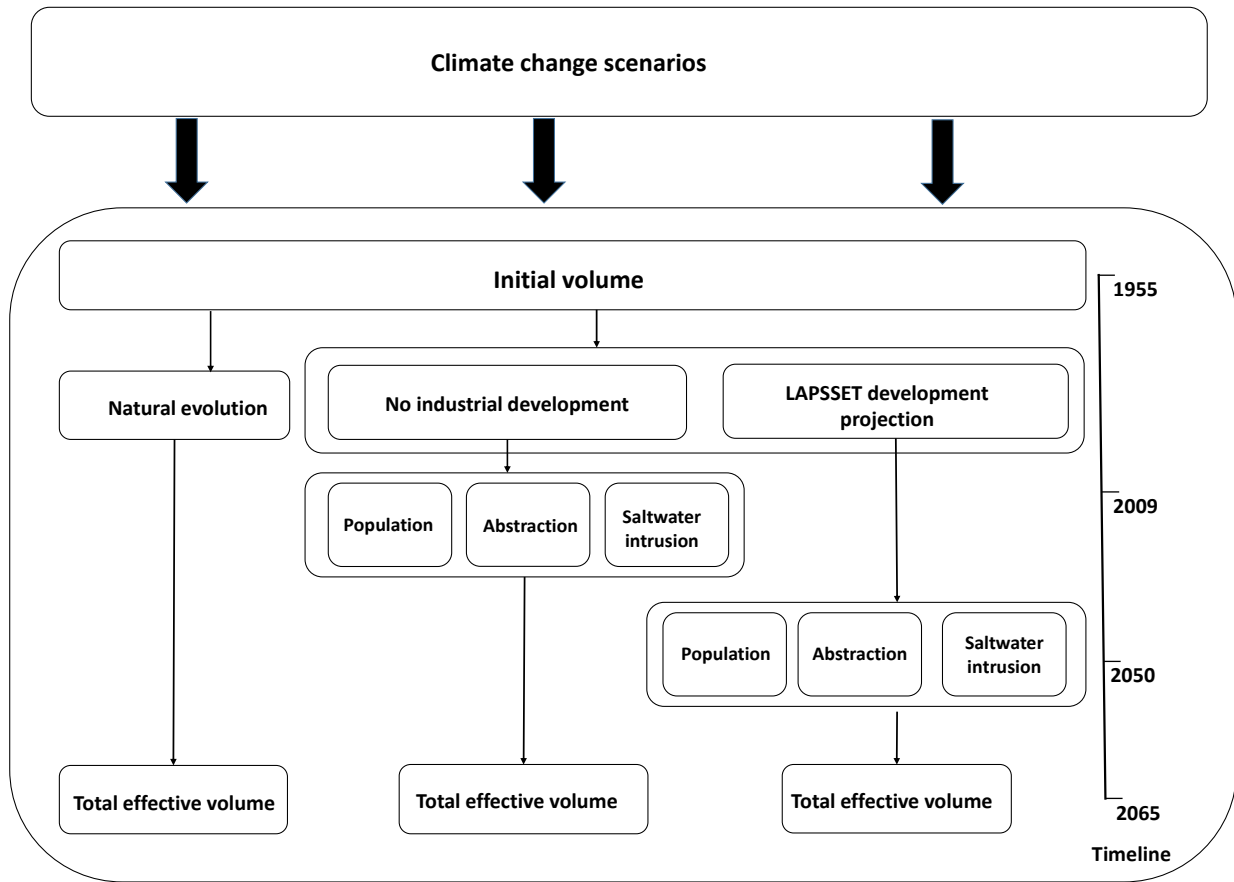 Climate change scenarios
Initial volume
1955
Natural evolution
No industrial development
LAPSSET development
projection
2009
Population
Abstraction
Saltwater
intrusion
Population
Abstraction
Saltwater
intrusion
2050
Total effective volume
Total effective volume
Total effective volume
2065
Timeline